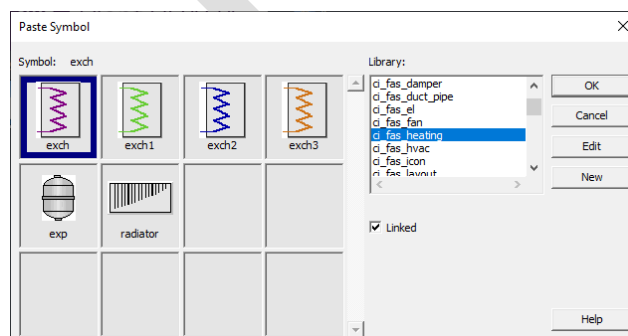 Paste Symbol
Symbol: exch
Library:
exch
exch1
exch2
exch3
exp
radiator
ci_fas_damper
ci_fas_duct_pipe
ci_fas_el
ci_fas_fan
ci_fas_heating
ci_fas_hvac
ci_fas_icon
ci_fas_layout
Linked
OK
Cancel
Edit
New
Help